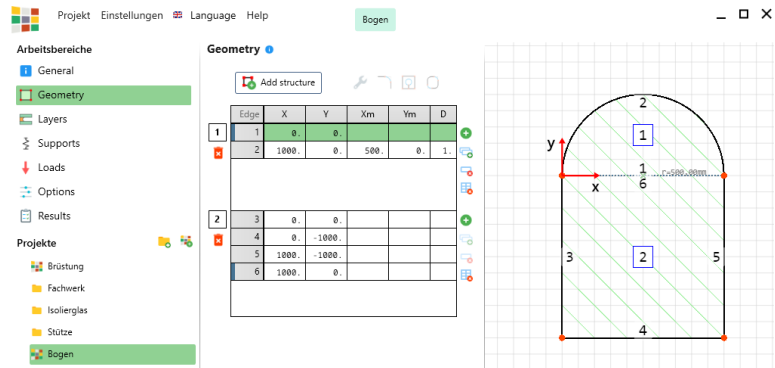 Projekt Einstellungen Language Help
Bogen
Arbeitsbereiche
General
Geometry
Layers
Supports
Loads
Options
Results
Projekte
Brüstung
Fachwerk
Isolierglas
Stütze
Bogen
Geometry
Add structure
Edge X Y Xm Ym D
1
1 0. 0.
2 1000. 0. 500. 0. 1.
2
3 0. 0.
4 0. -1000.
5 1000. -1000.
6 1000. 0.
2
1
y
1 r=500.00mm
x 6
3 2 5
4